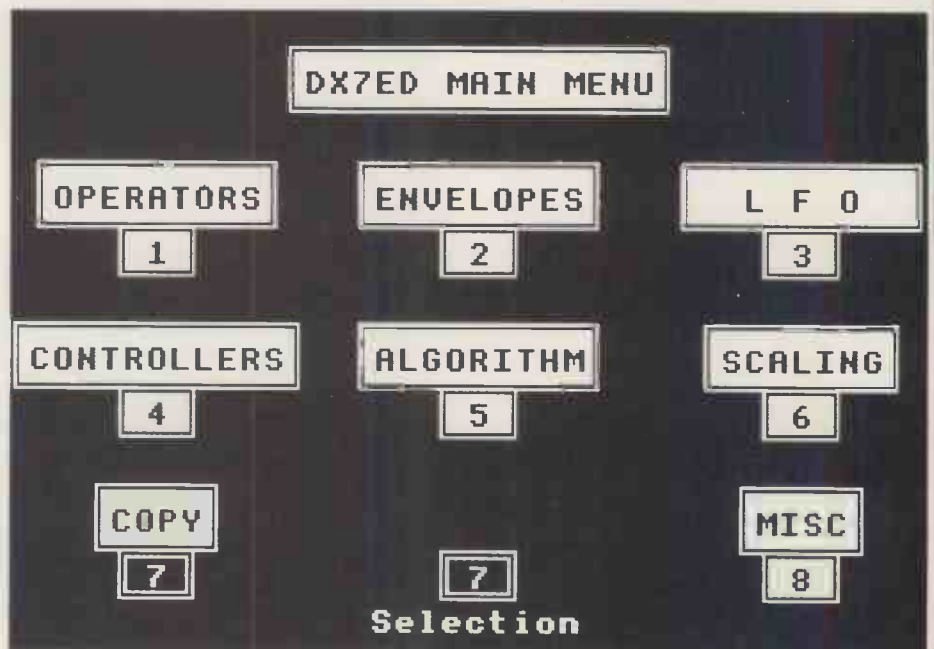 DX7ED MAIN MENU
OPERATORS ENVELOPES L F O
1 2 3
CONTROLLERS ALGORITHM SCALING
4 5 6
COPY MISC
7 7 8
Selection